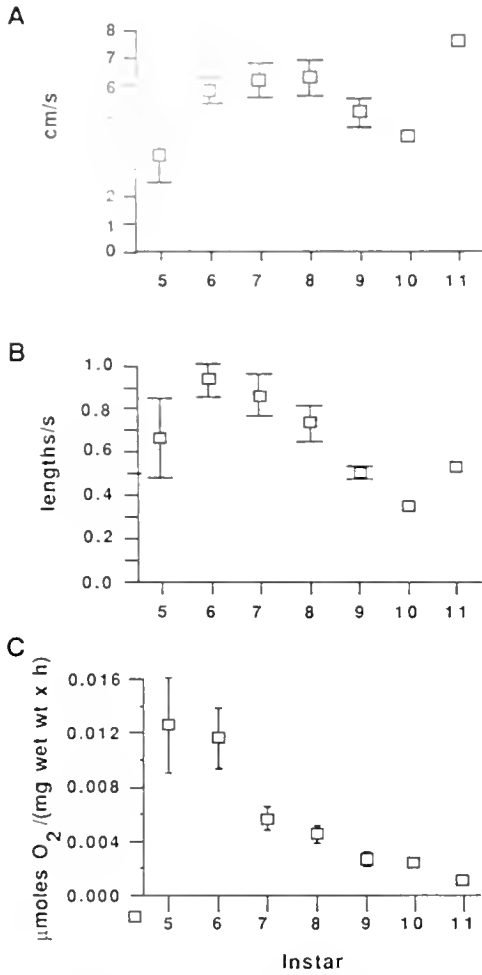 A
cm/s
8
7
6
2
1
0
5 6 7 8 9 10 11
B
lengths/s
1.0
0.8
0.6
0.4
0.2
0.0
5 6 7 8 9 10 11
C
μmoles O2/(mg wet wt x h)
0.016
0.012
0.008
0.004
0.000
5 6 7 8 9 10 11
Instar